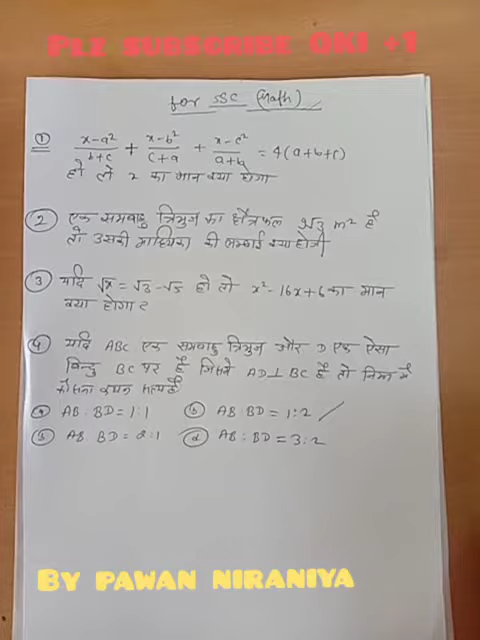 PLZ SUBSCRIBE OKI +1
for SSC (Math)
① x-a²/b+c + x-b²/c+a + x-c²/a+b = 4(a+b+c)
हो तो x का मान क्या होगा
② एक समबाहु त्रिभुज का क्षेत्रफल √3 m² है
तो उसकी माध्यिका की लम्बाई क्या होगी
③ यदि √x = √3 - √5 हो तो x² - 16x + 6 का मान
क्या होगा
④ यदि ABC एक समबाहु त्रिभुज और D एक ऐसा
बिन्दु BC पर है जिससे AD⊥BC है तो निम्न में
कौनसा कथन सत्य है
ⓐ AB : BD = 1:1 ⓑ AB BD = 1:2
ⓑ AB BD = 2:1 ⓓ AB : BD = 3:2
BY PAWAN NIRANIYA